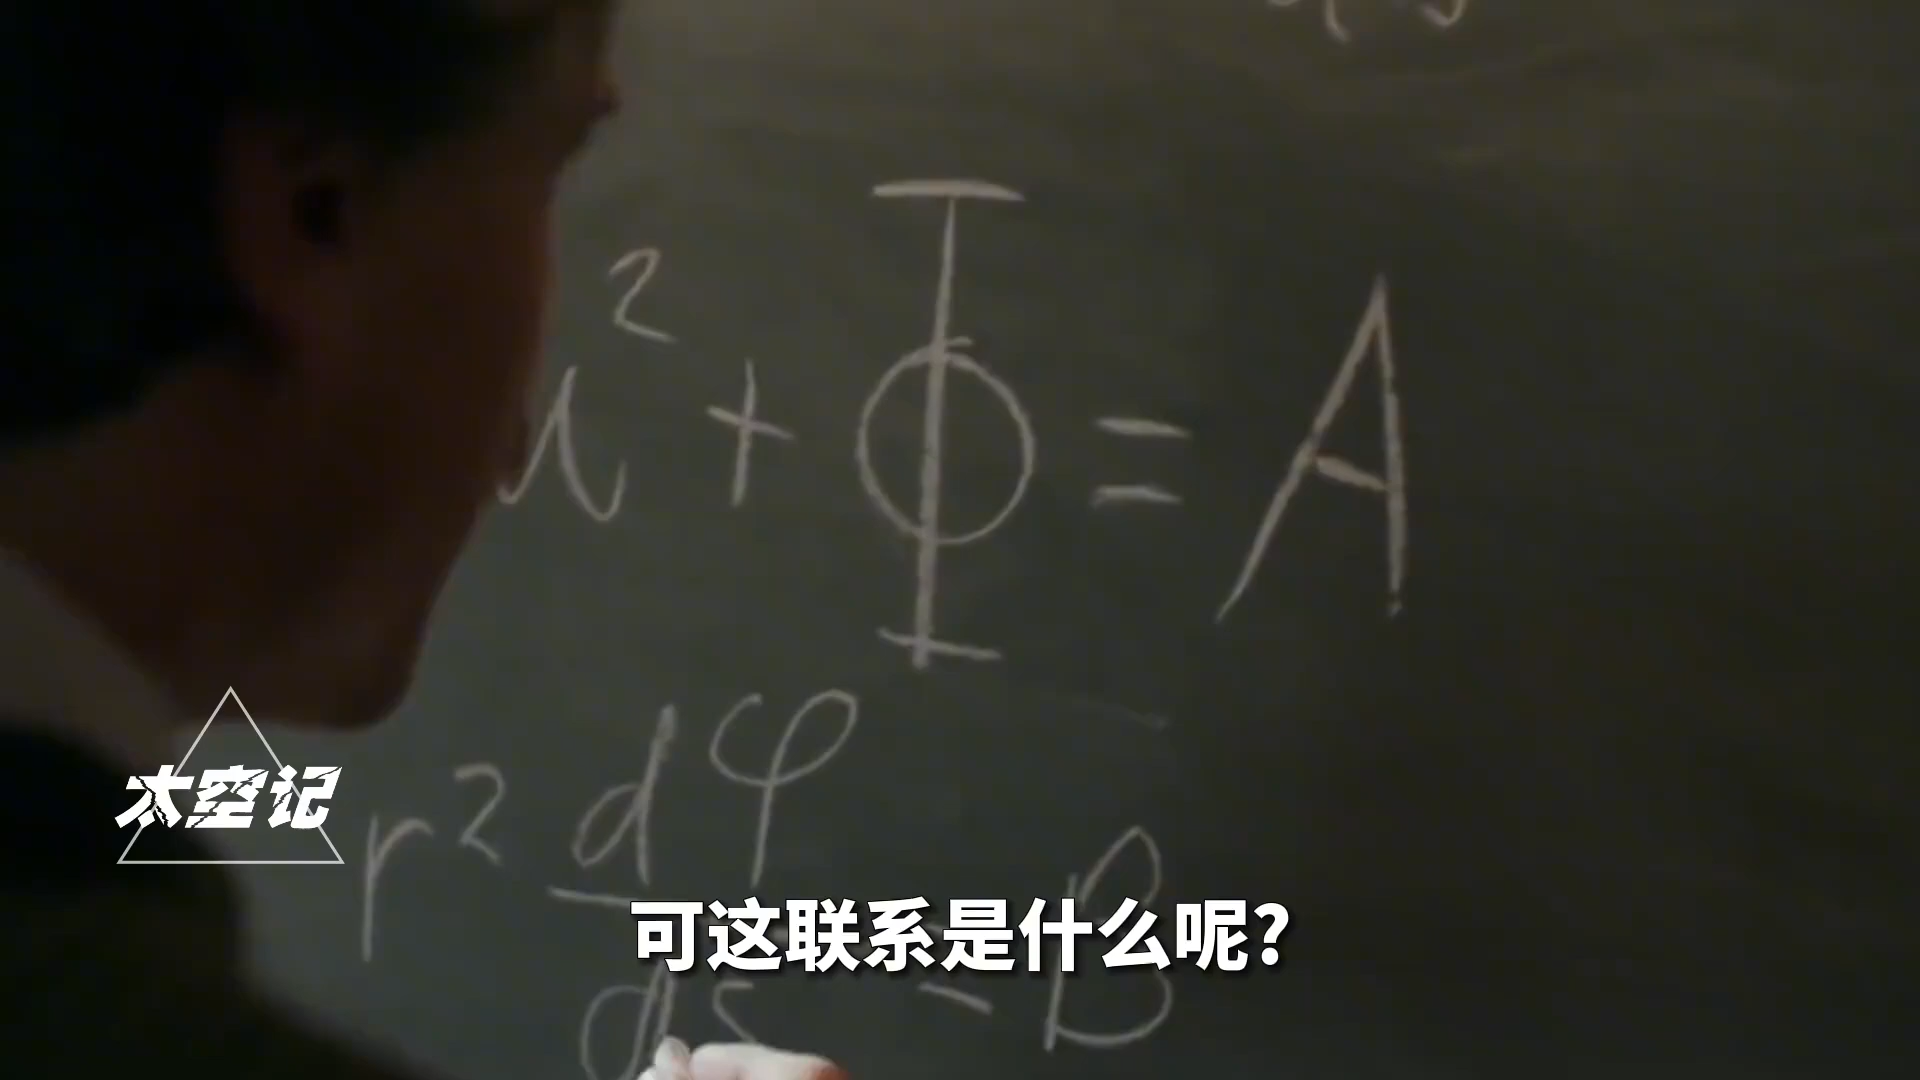 u² + Φ = A
r² dφ
ds = B
太空记
可这联系是什么呢?